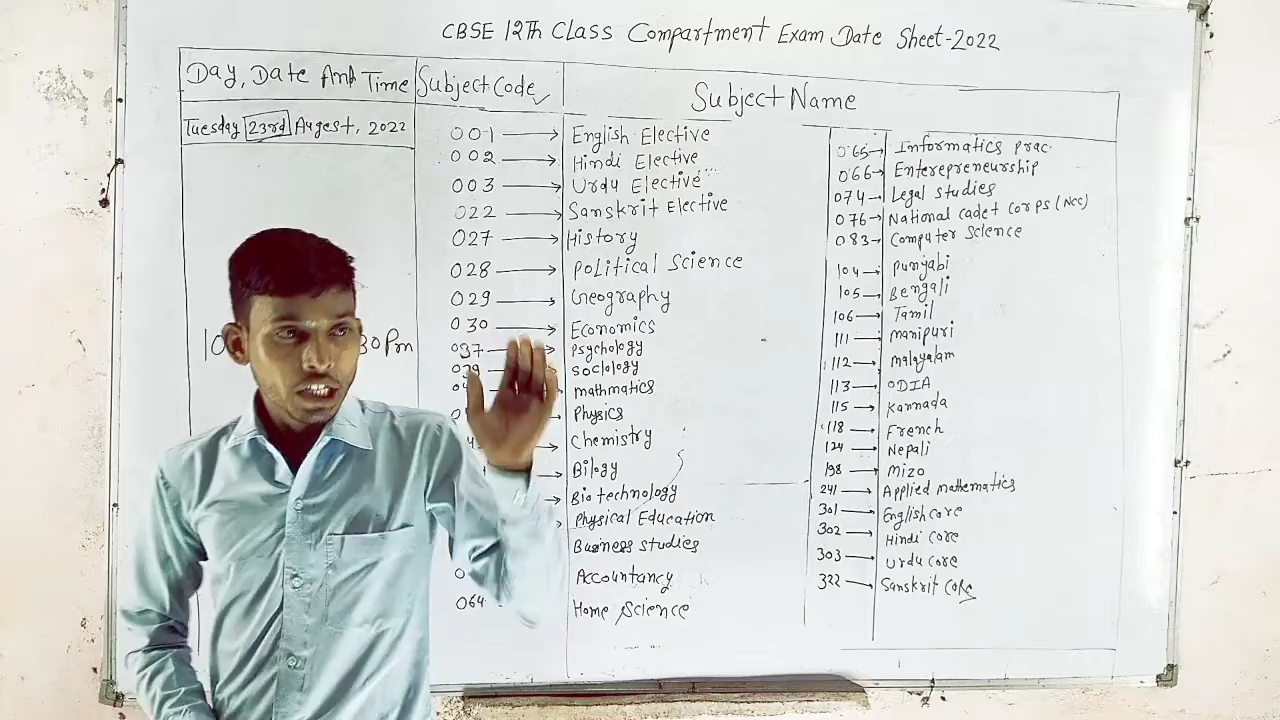 CBSE 12Th Class Compartment Exam Date Sheet-2022
Day, Date And Time
Subject Code
Subject Name
Tuesday 23rd Augest, 2022
10
30 Pm
001 → English Elective
002 → Hindi Elective
003 → Urdu Elective
022 → Sanskrit Elective
027 → History
028 → Political Science
029 → Geography
030 → Economics
037 → Psychology
Sociology
mathmatics
Physics
Chemistry
Bilogy
Bio technology
Physical Education
Business studies
Accountancy
064 Home Science
065 → Informatics prac.
066 → Enterepreneurship
074 → Legal studies
076 → National cadet corps (NCC)
083 → Computer Science
104 → Punjabi
105 → Bengali
106 → Tamil
111 → manipuri
112 → malayalam
113 → ODIA
115 → Kannada
118 → French
124 → Nepali
198 → Mizo
241 → Applied mathematics
301 → English core
302 → Hindi core
303 → Urdu core
322 → Sanskrit Core